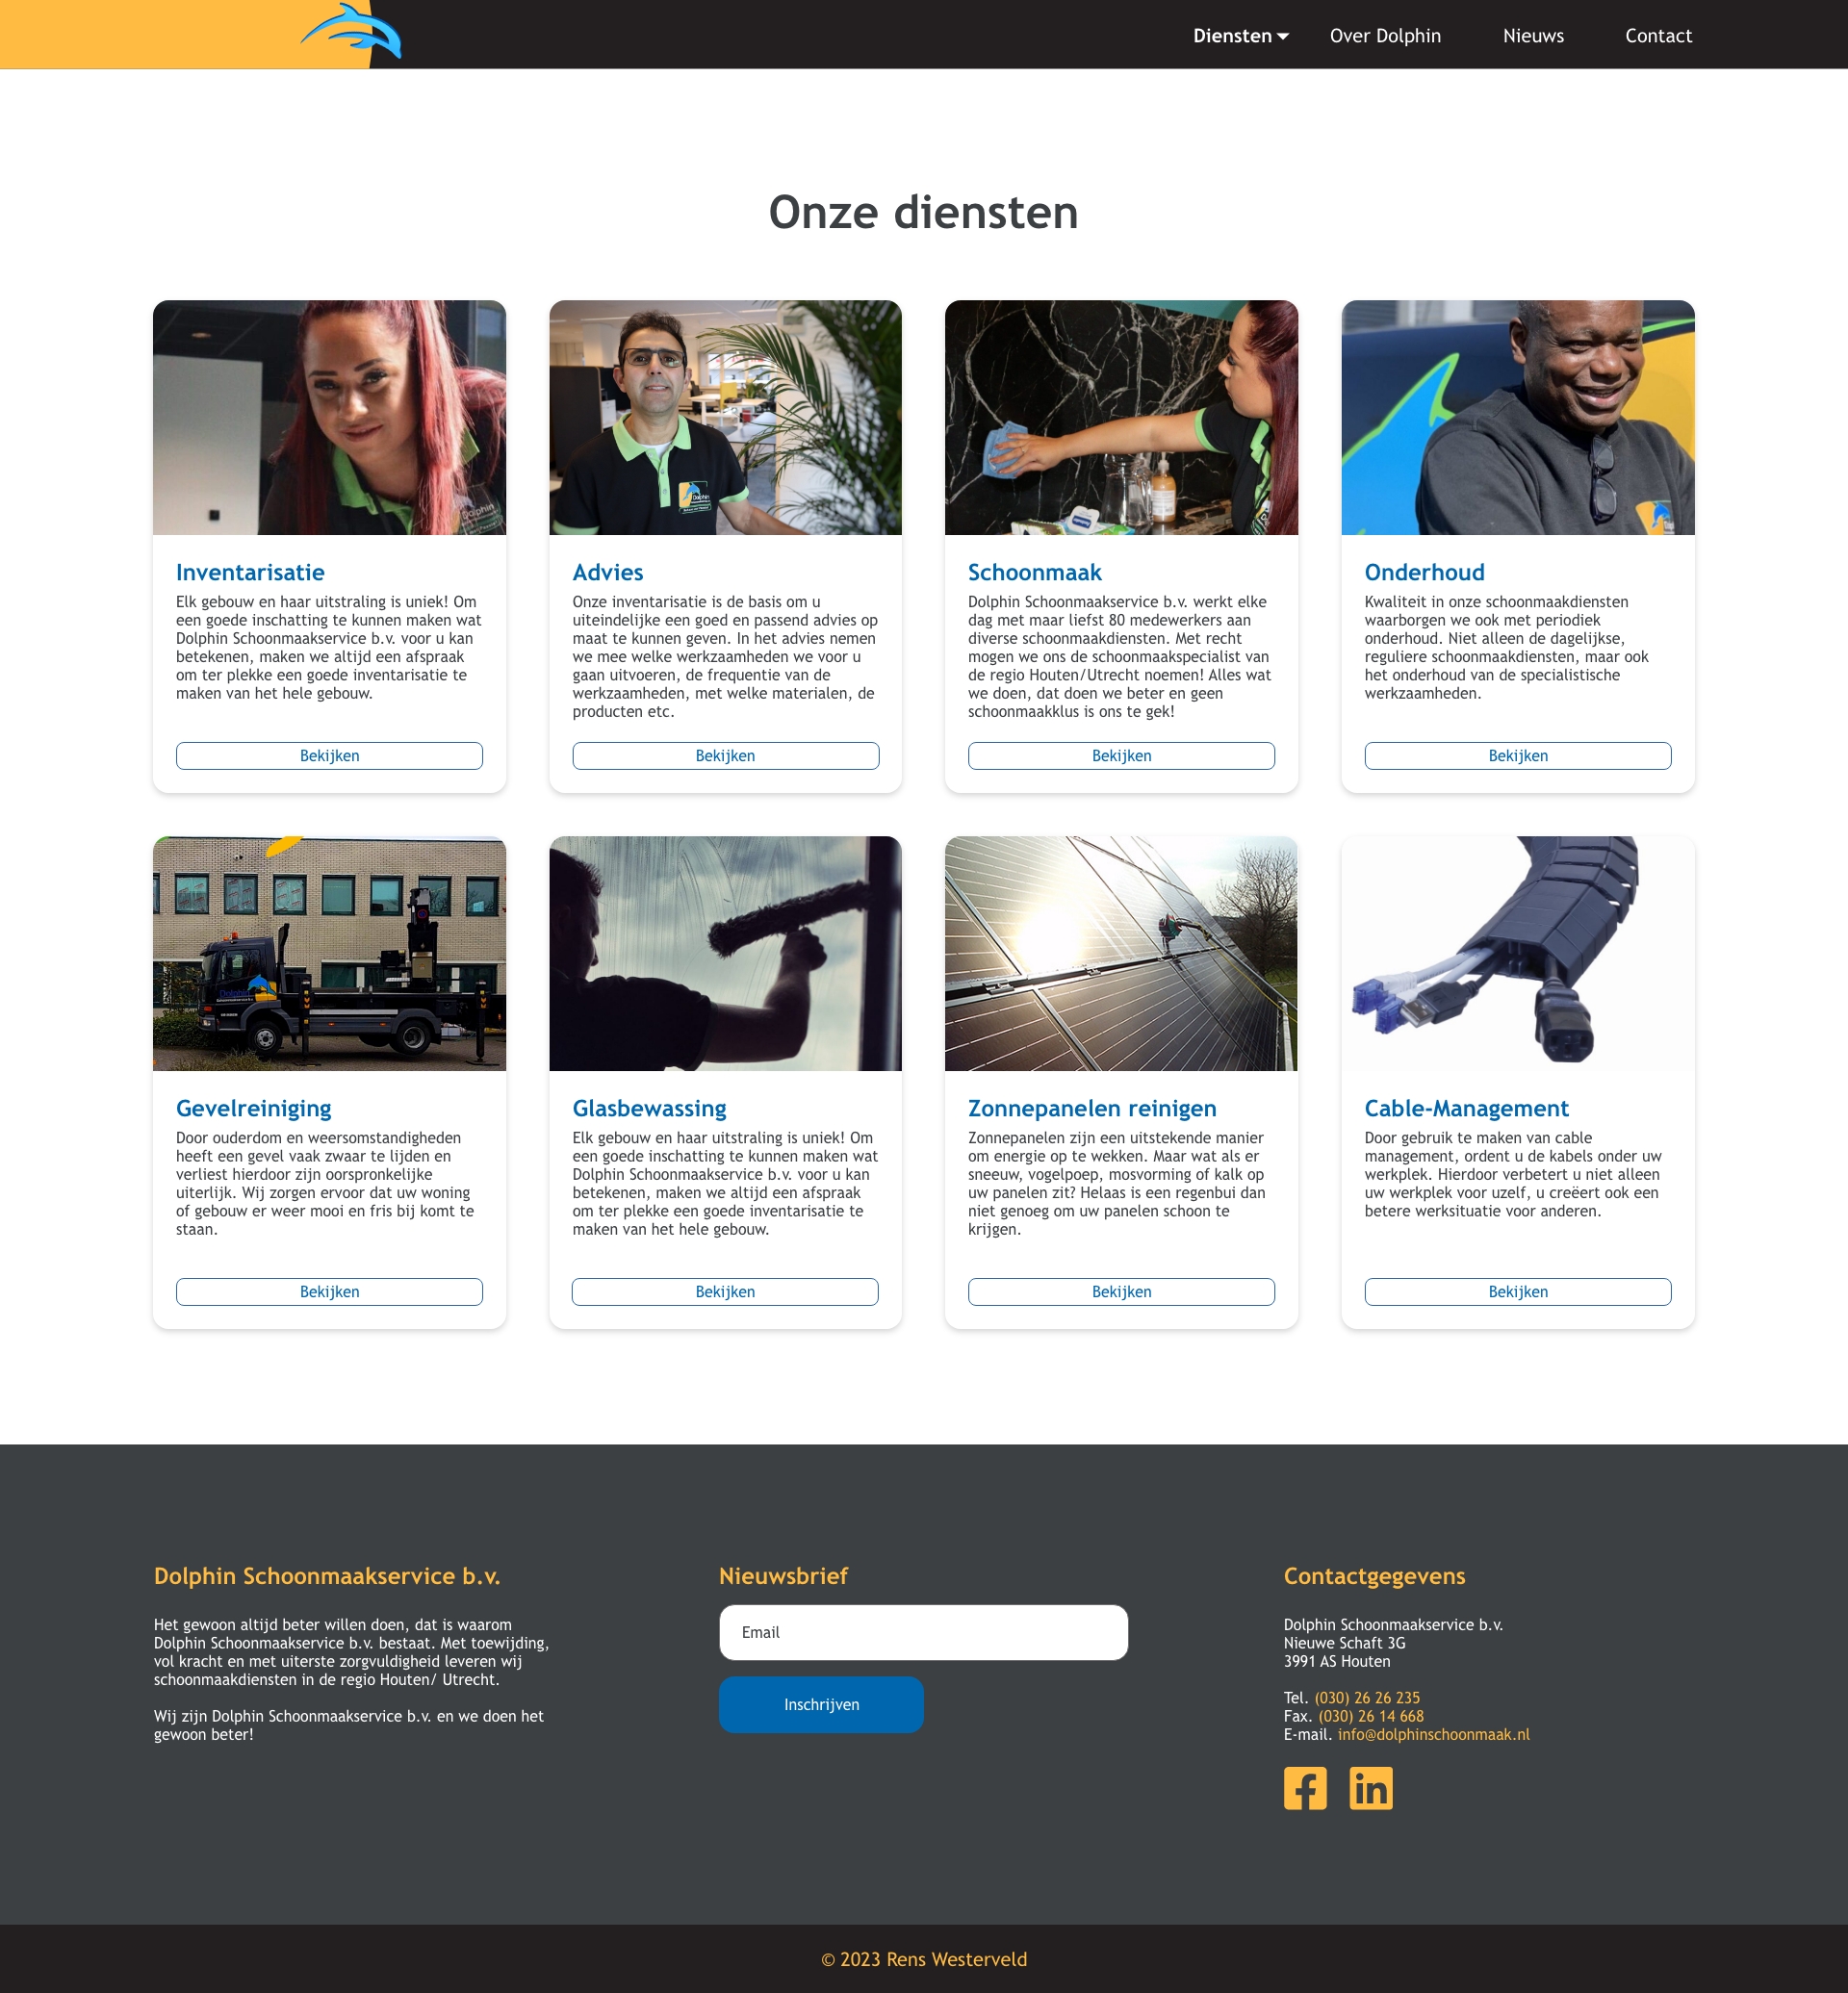 Diensten
Over Dolphin
Nieuws
Contact
Onze diensten
Dolphin
Dolphin
Inventarisatie
Elk gebouw en haar uitstraling is uniek! Om
een goede inschatting te kunnen maken wat
Dolphin Schoonmaakservice b.v. voor u kan
betekenen, maken we altijd een afspraak
om ter plekke een goede inventarisatie te
maken van het hele gebouw.
Bekijken
Advies
Onze inventarisatie is de basis om u
uiteindelijke een goed en passend advies op
maat te kunnen geven. In het advies nemen
we mee welke werkzaamheden we voor u
gaan uitvoeren, de frequentie van de
werkzaamheden, met welke materialen, de
producten etc.
Bekijken
Schoonmaak
Dolphin Schoonmaakservice b.v. werkt elke
dag met maar liefst 80 medewerkers aan
diverse schoonmaakdiensten. Met recht
mogen we ons de schoonmaakspecialist van
de regio Houten/Utrecht noemen! Alles wat
we doen, dat doen we beter en geen
schoonmaakklus is ons te gek!
Bekijken
Onderhoud
Kwaliteit in onze schoonmaakdiensten
waarborgen we ook met periodiek
onderhoud. Niet alleen de dagelijkse,
reguliere schoonmaakdiensten, maar ook
het onderhoud van de specialistische
werkzaamheden.
Bekijken
Dolphin
Gevelreiniging
Door ouderdom en weersomstandigheden
heeft een gevel vaak zwaar te lijden en
verliest hierdoor zijn oorspronkelijke
uiterlijk. Wij zorgen ervoor dat uw woning
of gebouw er weer mooi en fris bij komt te
staan.
Bekijken
Glasbewassing
Elk gebouw en haar uitstraling is uniek! Om
een goede inschatting te kunnen maken wat
Dolphin Schoonmaakservice b.v. voor u kan
betekenen, maken we altijd een afspraak
om ter plekke een goede inventarisatie te
maken van het hele gebouw.
Bekijken
Zonnepanelen reinigen
Zonnepanelen zijn een uitstekende manier
om energie op te wekken. Maar wat als er
sneeuw, vogelpoep, mosvorming of kalk op
uw panelen zit? Helaas is een regenbui dan
niet genoeg om uw panelen schoon te
krijgen.
Bekijken
Cable-Management
Door gebruik te maken van cable
management, ordent u de kabels onder uw
werkplek. Hierdoor verbetert u niet alleen
uw werkplek voor uzelf, u creëert ook een
betere werksituatie voor anderen.
Bekijken
Dolphin Schoonmaakservice b.v.
Het gewoon altijd beter willen doen, dat is waarom
Dolphin Schoonmaakservice b.v. bestaat. Met toewijding,
vol kracht en met uiterste zorgvuldigheid leveren wij
schoonmaakdiensten in de regio Houten/ Utrecht.
Wij zijn Dolphin Schoonmaakservice b.v. en we doen het
gewoon beter!
Nieuwsbrief
Email
Inschrijven
Contactgegevens
Dolphin Schoonmaakservice b.v.
Nieuwe Schaft 3G
3991 AS Houten
Tel. (030) 26 26 235
Fax. (030) 26 14 668
E-mail. info@dolphinschoonmaak.nl
© 2023 Rens Westerveld